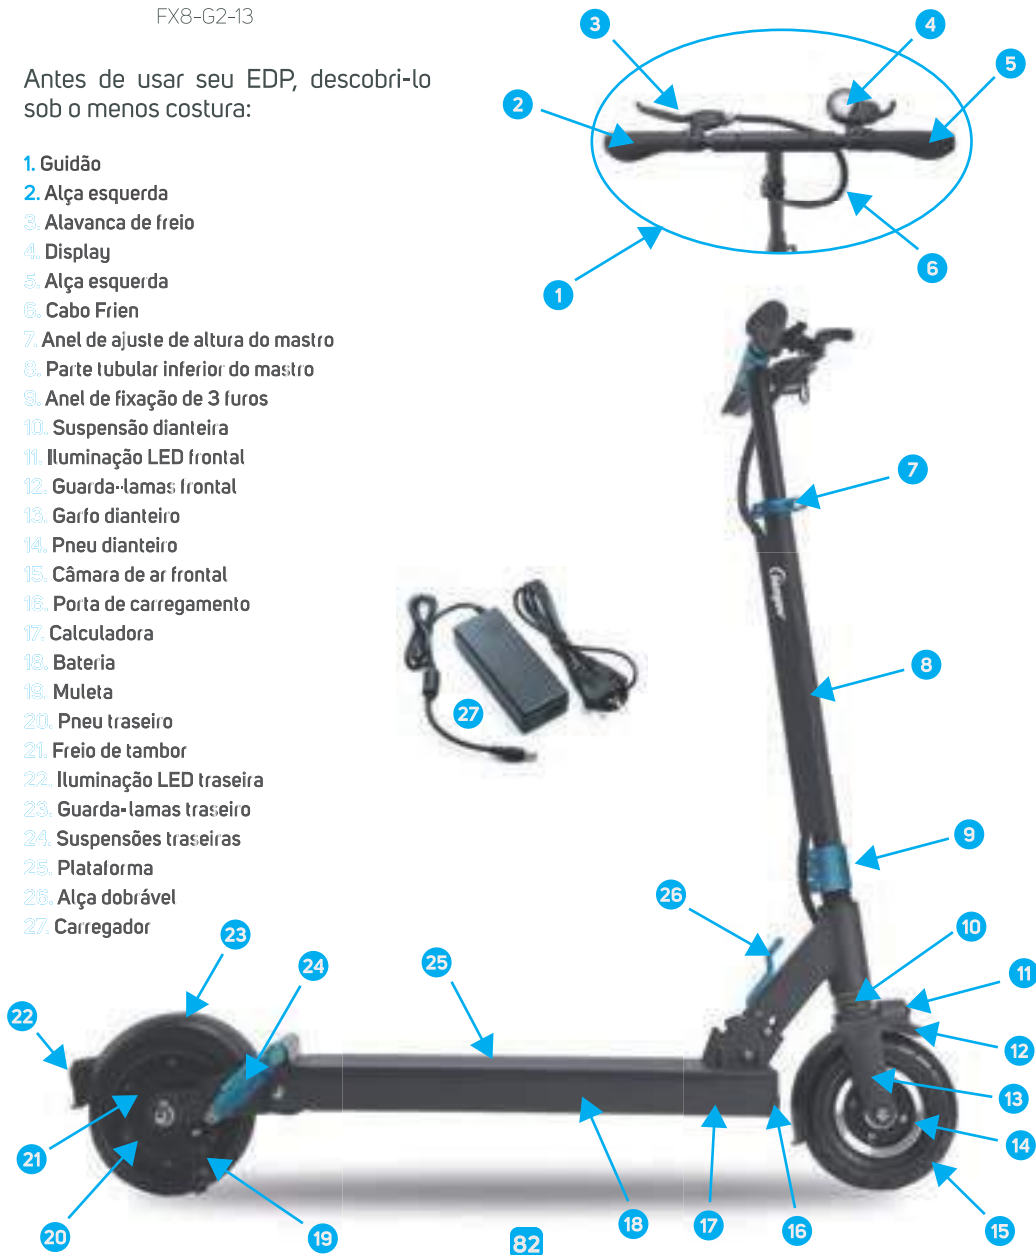 FX8-G2-13
Antes de usar seu EDP, descobri-lo
sob o menos costura:
1. Guidão
2. Alça esquerda
3. Alavanca de freio
4. Display
5. Alça esquerda
6. Cabo Frien
7. Anel de ajuste de altura do mastro
8. Parte tubular inferior do mastro
9. Anel de fixação de 3 furos
10. Suspensão dianteira
11. Iluminação LED frontal
12. Guarda-lamas frontal
13. Garfo dianteiro
14. Pneu dianteiro
15. Câmara de ar frontal
16. Porta de carregamento
17. Calculadora
18. Bateria
19. Muleta
20. Pneu traseiro
21. Freio de tambor
22. Iluminação LED traseira
23. Guarda-lamas traseiro
24. Suspensões traseiras
25. Plataforma
26. Alça dobrável
27. Carregador
3
4
5
2
6
1
7
8
27
9
26
10
23
25
24
11
22
12
13
14
21
20
19
18
17
16
15
82